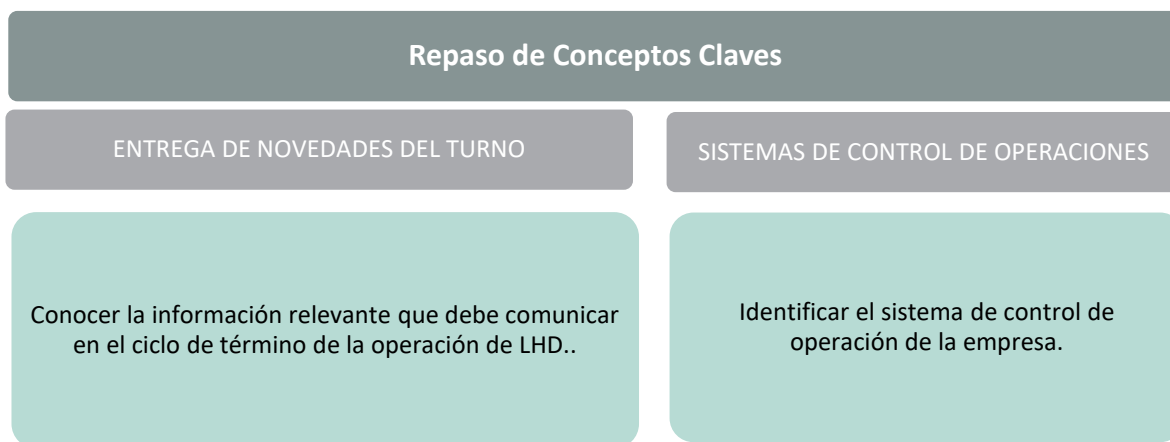 Repaso de Conceptos Claves
ENTREGA DE NOVEDADES DEL TURNO
SISTEMAS DE CONTROL DE OPERACIONES
Conocer la información relevante que debe comunicar
en el ciclo de término de la operación de LHD..
Identificar el sistema de control de
operación de la empresa.